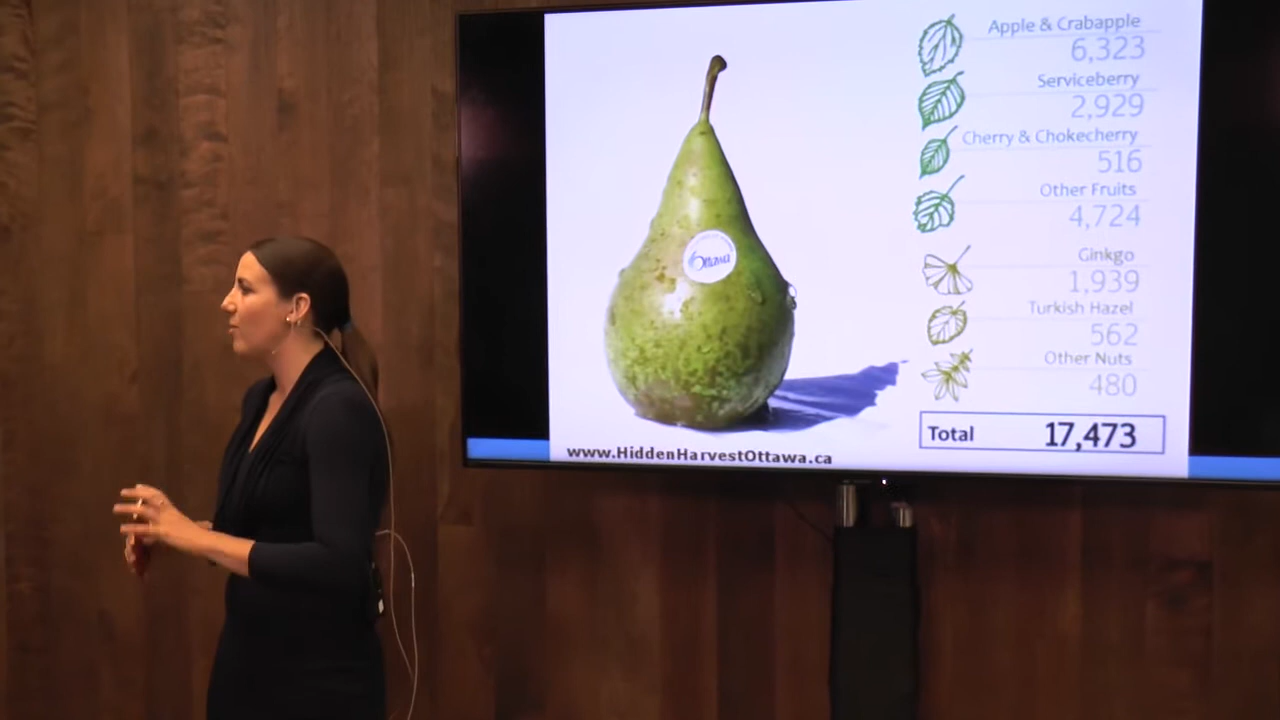 Apple & Crabapple
6,323
Serviceberry
2,929
Cherry & Chokecherry
516
Other Fruits
4,724
Ottawa
Ginkgo
1,939
Turkish Hazel
562
Other Nuts
480
Total 17,473
www.HiddenHarvestOttawa.ca